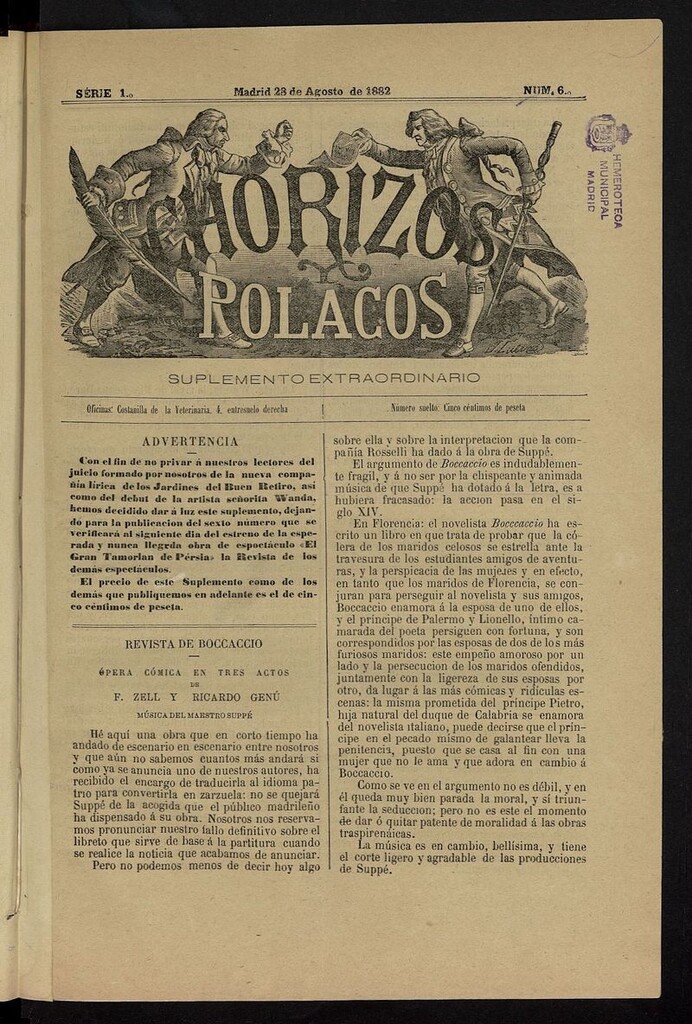 SÉRIE 1.a
Madrid 28 de Agosto de 1882
NUM. 6.
CHORIZOS
Y
POLACOS
SUPLEMENTO EXTRAORDINARIO
Oficinas: Costanilla de la Veterinaria, 4, entresuelo derecha
Número suelto: Cinco céntimos de peseta
HEMEROTECA
MUNICIPAL
MADRID
ADVERTENCIA
Con el fin de no privar á nuestros lectores del
juicio formado por nosotros de la nueva compa-
ñía lírica de los Jardines del Buen Retiro, así
como del debut de la artista señorita Wanda,
hemos decidido dar á luz este suplemento, dejan-
do para la publicacion del sexto número que se
verificará al siguiente dia del estreno de la espe-
rada y nunca llegada obra de espectáculo «El
Gran Tamorlan de Pérsia» la Revista de los
demás espectáculos.
El precio de este Suplemento como de los
demás que publiquemos en adelante es el de cin-
co céntimos de peseta.
REVISTA DE BOCCACCIO
ÓPERA CÓMICA EN TRES ACTOS
DE
F. ZELL Y RICARDO GENÚ
MÚSICA DEL MAESTRO SUPPÉ
Hé aquí una obra que en corto tiempo ha
andado de escenario en escenario entre nosotros
y que aún no sabemos cuantos más andará si
como ya se anuncia uno de nuestros autores, ha
recibido el encargo de traducirla al idioma pa-
trio para convertirla en zarzuela: no se quejará
Suppé de la acogida que el público madrileño
ha dispensado á su obra. Nosotros nos reserva-
mos pronunciar nuestro fallo definitivo sobre el
libreto que sirve de base á la partitura cuando
se realice la noticia que acabamos de anunciar.
Pero no podemos menos de decir hoy algo
sobre ella y sobre la interpretacion que la com-
pañía Rosselli ha dado á la obra de Suppé.
El argumento de Boccaccio es indudablemen-
te fragil, y á no ser por la chispeante y animada
música de que Suppé ha dotado á la letra, es a
hubiera fracasado: la accion pasa en el si-
glo XIV.
En Florencia: el novelista Bocccaccio ha es-
crito un libro en que trata de probar que la có-
lera de los maridos celosos se estrella ante la
travesura de los estudiantes amigos de aventu-
ras, y la perspicacia de las mujeres y en efecto,
en tanto que los maridos de Florencia, se con-
juran para perseguir al novelista y sus amigos,
Boccaccio enamora á la esposa de uno de ellos,
y el príncipe de Palermo y Lionello, íntimo ca-
marada del poeta persiguen con fortuna, y son
correspondidos por las esposas de dos de los más
furiosos maridos: este empeño amoroso por un
lado y la persecucion de los maridos ofendidos,
juntamente con la ligereza de sus esposas por
otro, da lugar á las más cómicas y ridículas es-
cenas: la misma prometida del príncipe Pietro,
hija natural del duque de Calabria se enamora
del novelista italiano, puede decirse que el prín-
cipe en el pecado mismo de galantear lleva la
penitencia, puesto que se casa al fin con una
mujer que no le ama y que adora en cambio á
Boccaccio.
Como se ve en el argumento no es débil, y en
él queda muy bien parada la moral, y sí triun-
fante la seduccion; pero no es este el momento
de dar ó quitar patente de moralidad á las obras
traspirenáicas.
La música es en cambio, bellísima, y tiene
el corte ligero y agradable de las producciones
de Suppé.